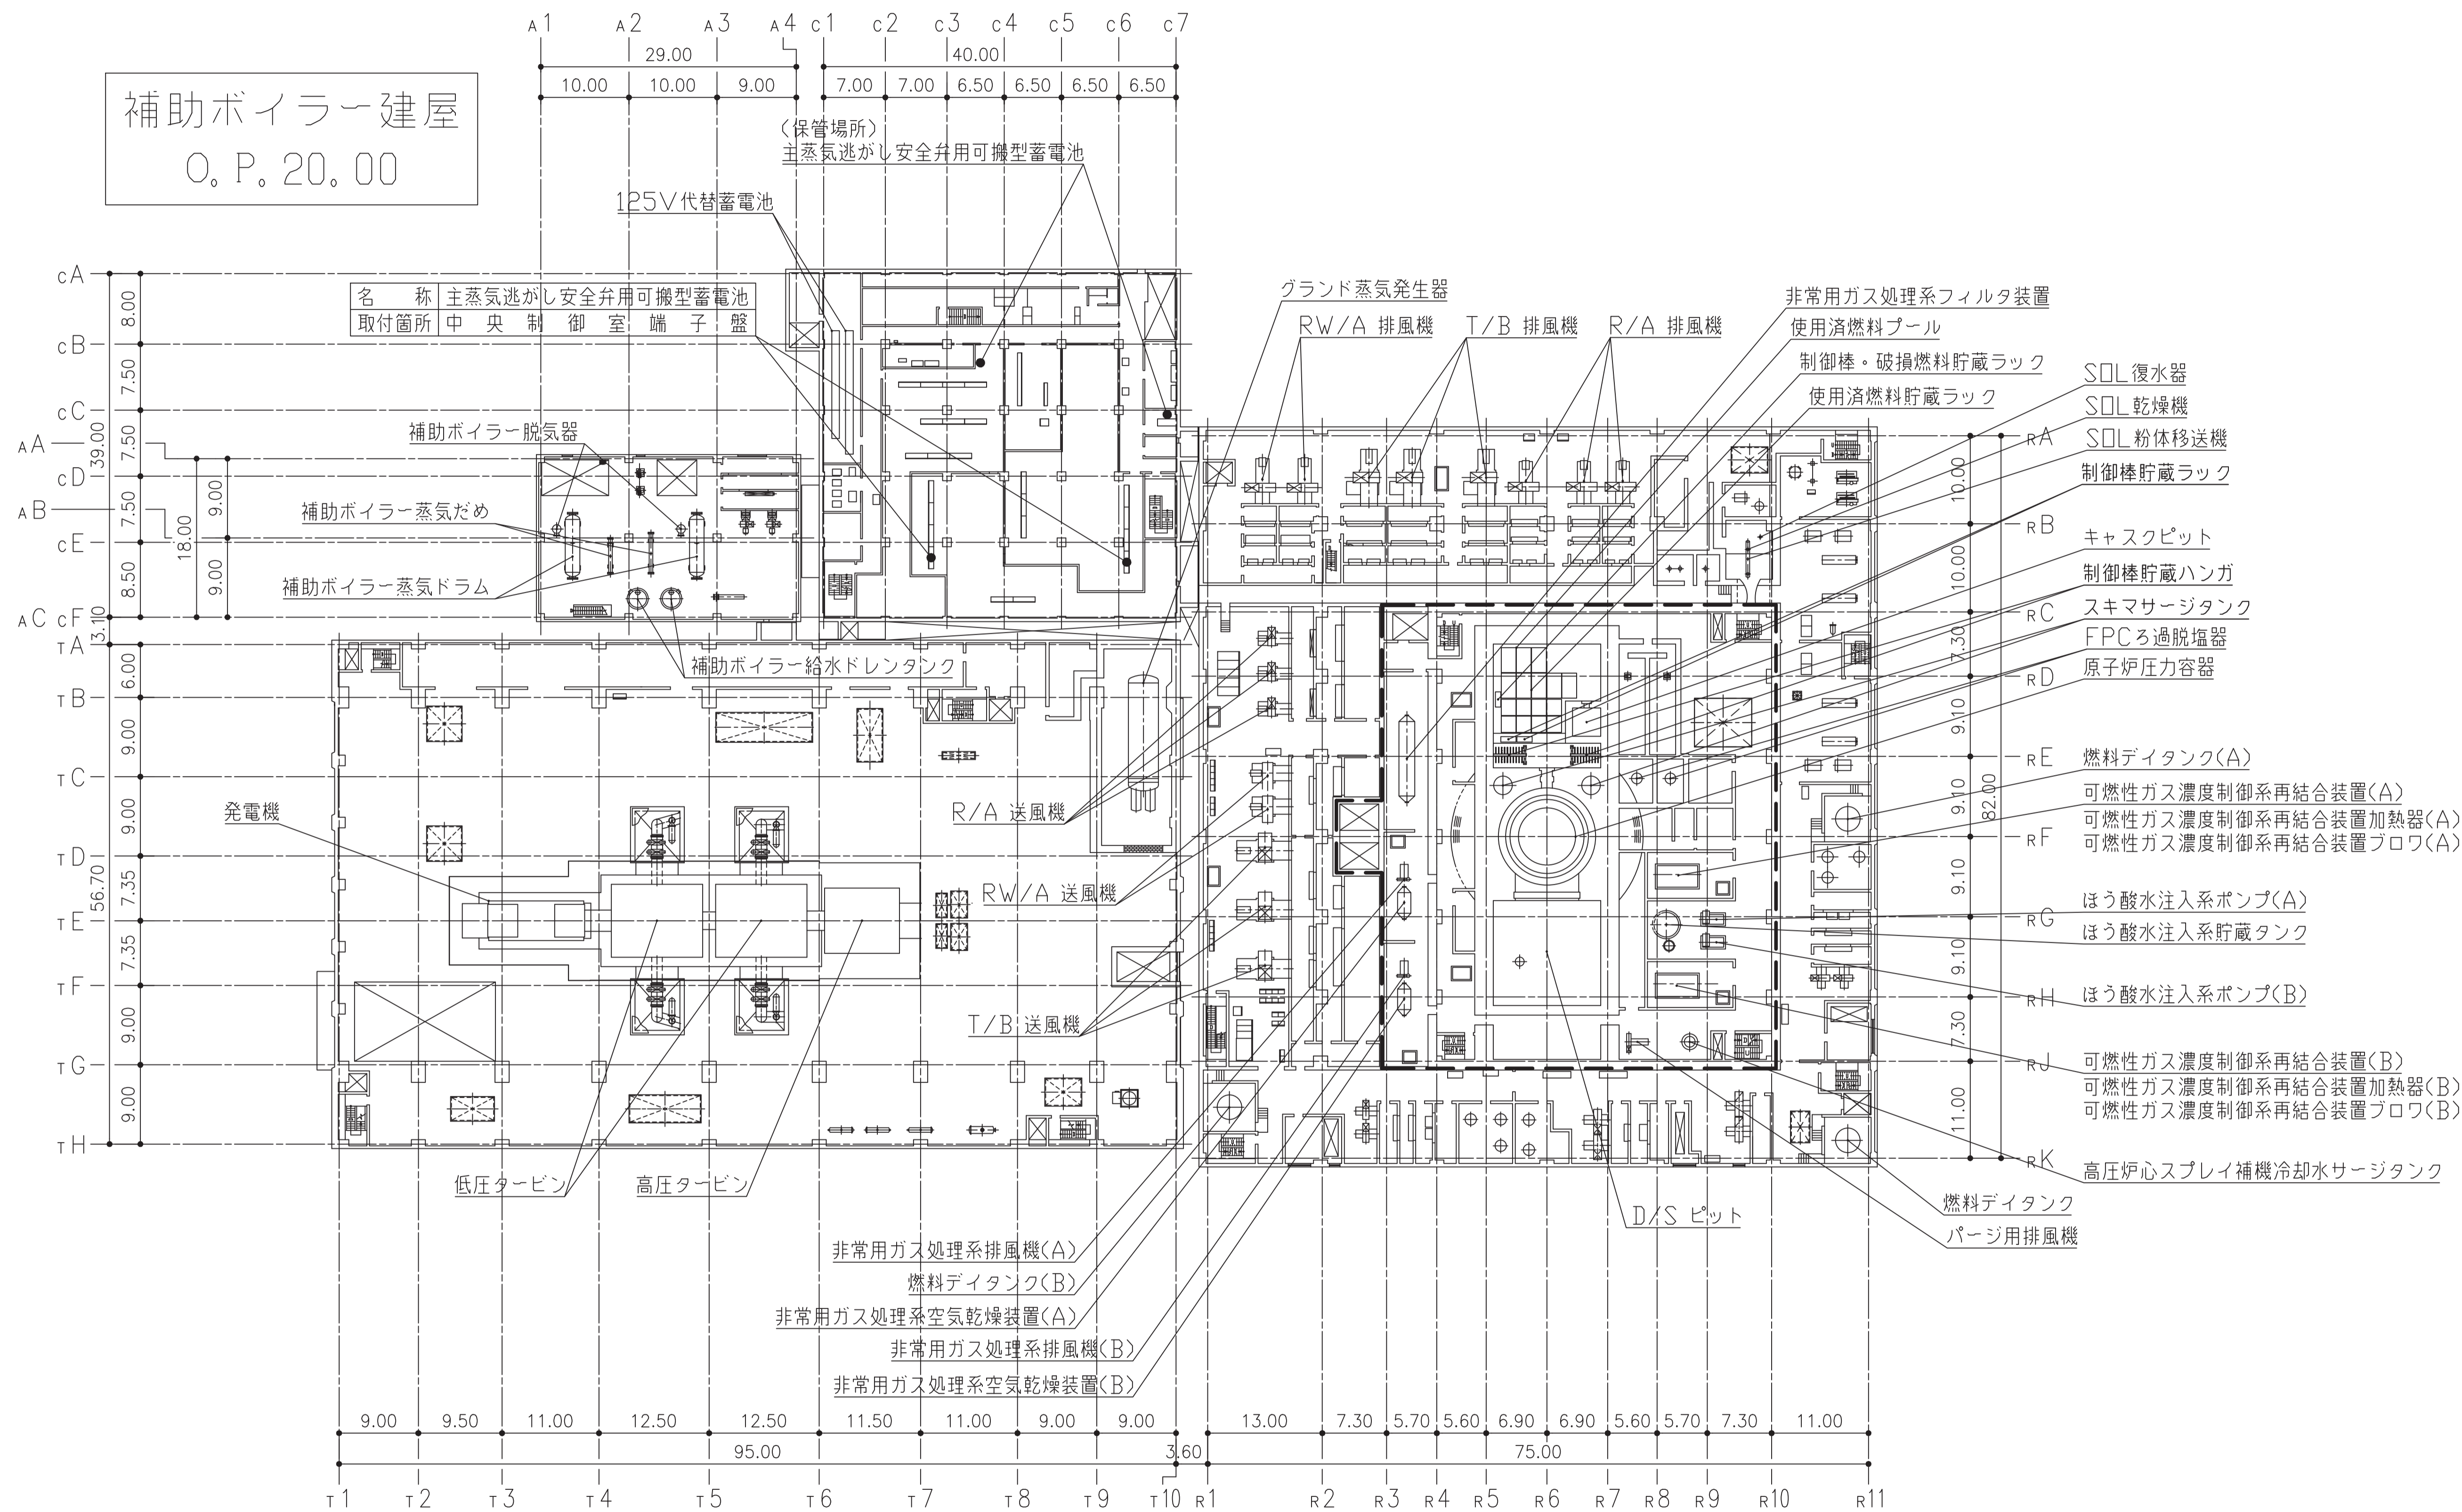 A1 A2 A3 A4 C1 C2 C3 C4 C5 C6 C7
29.00 40.00
10.00 10.00 9.00 7.00 7.00 6.50 6.50 6.50 6.50
補助ボイラー建屋
O.P.20.00
(保管場所)
主蒸気逃がし安全弁用可搬型蓄電池
125V代替蓄電池
名 称 主蒸気逃がし安全弁用可搬型蓄電池
取付箇所 中央制御室端子盤
cA
8.00
cB
7.50
cC
7.50
AA
39.00
cD
7.50
AB
cE
8.50
AC cF
3.10
18.00
9.00
9.00
TA
6.00
TB
9.00
TC
9.00
TD
7.35
56.70
TE
7.35
TF
9.00
TG
9.00
TH
補助ボイラー脱気器
補助ボイラー蒸気だめ
補助ボイラー蒸気ドラム
補助ボイラー給水ドレンタンク
発電機
低圧タービン
高圧タービン
グランド蒸気発生器
RW/A 排風機
T/B 排風機
R/A 排風機
非常用ガス処理系フィルタ装置
使用済燃料プール
制御棒・破損燃料貯蔵ラック
使用済燃料貯蔵ラック
SOL復水器
SOL乾燥機
SOL粉体移送機
制御棒貯蔵ラック
キャスクピット
制御棒貯蔵ハンガ
スキマサージタンク
FPCろ過脱塩器
原子炉圧力容器
燃料デイタンク(A)
可燃性ガス濃度制御系再結合装置(A)
可燃性ガス濃度制御系再結合装置加熱器(A)
可燃性ガス濃度制御系再結合装置ブロワ(A)
ほう酸水注入系ポンプ(A)
ほう酸水注入系貯蔵タンク
ほう酸水注入系ポンプ(B)
可燃性ガス濃度制御系再結合装置(B)
可燃性ガス濃度制御系再結合装置加熱器(B)
可燃性ガス濃度制御系再結合装置ブロワ(B)
高圧炉心スプレイ補機冷却水サージタンク
燃料デイタンク
パージ用排風機
D/S ピット
RA
10.00
RB
10.00
RC
7.30
RD
9.10
RE
9.10
82.00
RF
9.10
RG
9.10
RH
7.30
RJ
11.00
RK
R/A 送風機
RW/A 送風機
T/B 送風機
非常用ガス処理系排風機(A)
燃料デイタンク(B)
非常用ガス処理系空気乾燥装置(A)
非常用ガス処理系排風機(B)
非常用ガス処理系空気乾燥装置(B)
9.00 9.50 11.00 12.50 12.50 11.50 11.00 9.00 9.00 13.00 7.30 5.70 5.60 6.90 6.90 5.60 5.70 7.30 11.00
95.00 3.60 75.00
T1 T2 T3 T4 T5 T6 T7 T8 T9 T10 R1 R2 R3 R4 R5 R6 R7 R8 R9 R10 R11